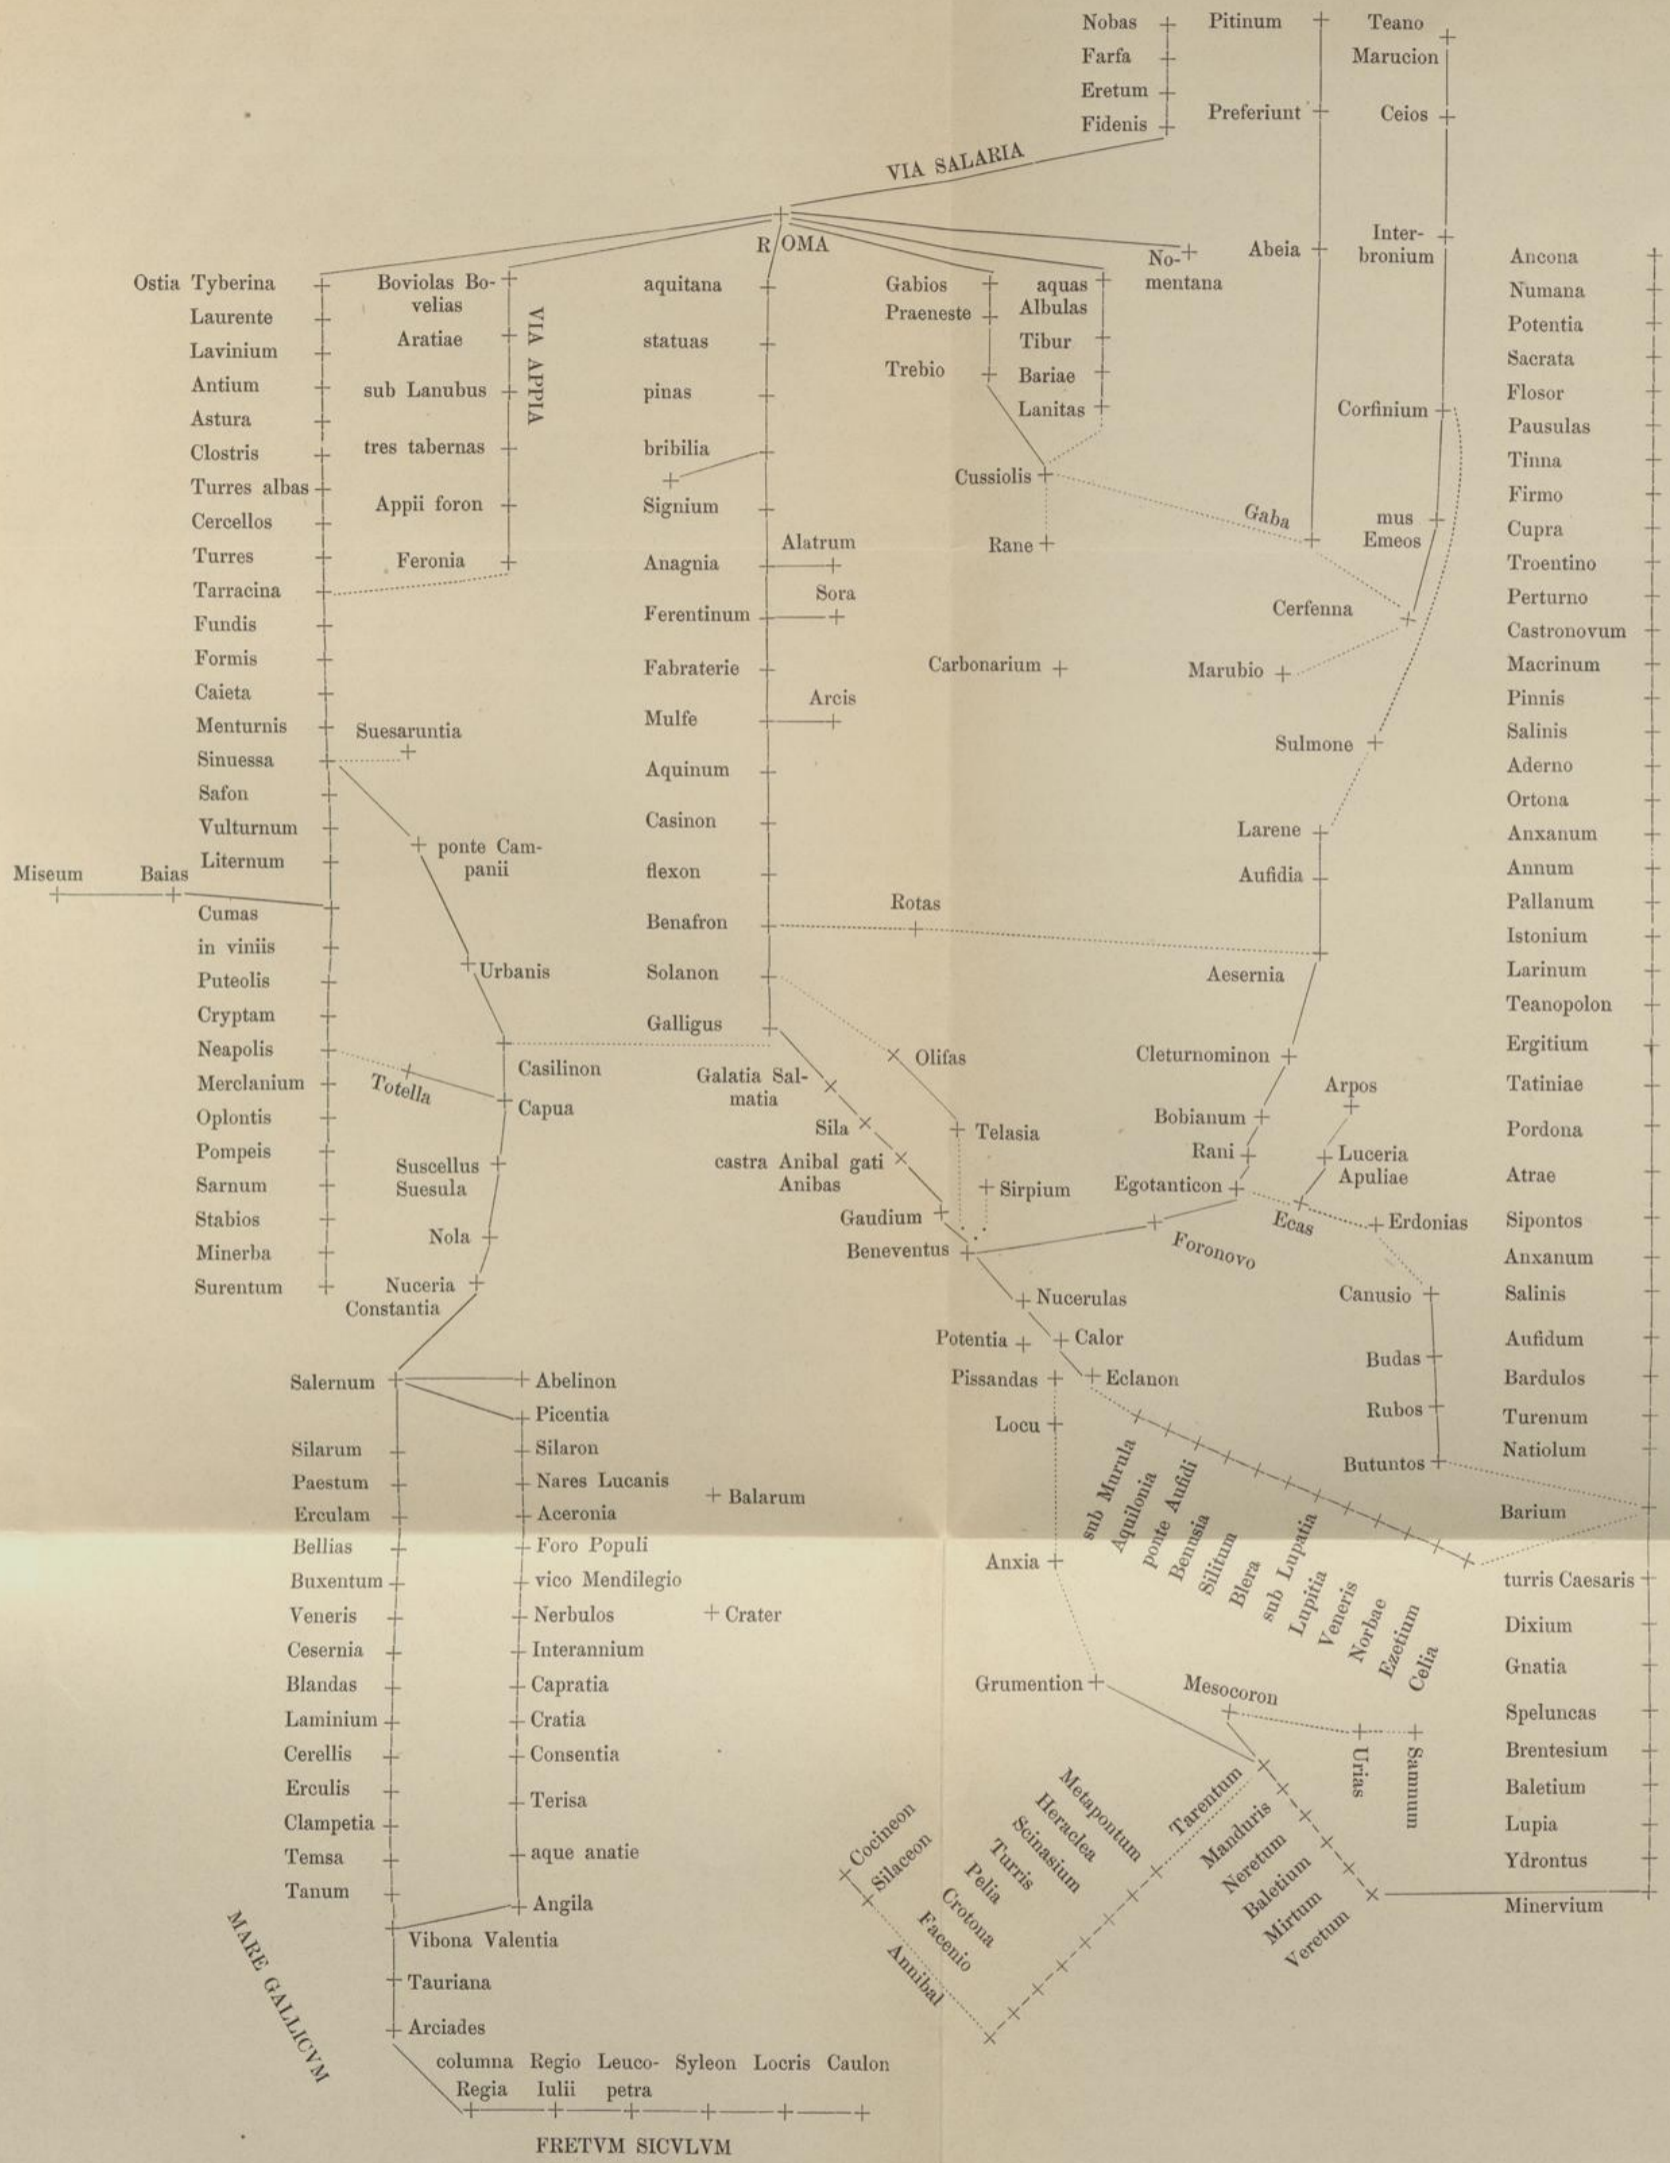 Nobas
Farfa
Eretum
Fidenis
Pitinum
Preferiunt
Abeia
Teano
Marucion
Ceios
Inter-
bronium
Corfinium
mus
Emeos
Cerfenna
Marubio
Sulmone
Larene
Aufidia
Aesernia
VIA SALARIA
ROMA
Ostia Tyberina
Laurente
Lavinium
Antium
Astura
Clostris
Turres albas
Cercellos
Turres
Tarracina
Fundis
Formis
Caieta
Menturnis
Sinuessa
Safon
Vulturnum
Liternum
Miseum
Baias
Cumas
in viniis
Puteolis
Cryptam
Neapolis
Merclanium
Oplontis
Pompeis
Sarnum
Stabios
Minerba
Surentum
Boviolas Bo-
velias
Aratiae
sub Lanubus
tres tabernas
Appii foron
Feronia
VIA APPIA
Suesaruntia
ponte Cam-
panii
Urbanis
Casilinon
Totella
Capua
Suscellus
Suesula
Nola
Nuceria
Constantia
aquitana
statuas
pinas
bribilia
Signium
Anagnia
Alatrum
Ferentinum
Sora
Fabraterie
Mulfe
Arcis
Aquinum
Casinon
flexon
Benafron
Rotas
Solanon
Galligus
Galatia Sal-
matia
Sila
castra Anibal gati
Anibas
Gaudium
Beneventus
Olifas
Telasia
Sirpium
Gabios
Praeneste
Trebio
aquas
Albulas
Tibur
Bariae
Lanitas
No-
mentana
Cussiolis
Rane
Gaba
Carbonarium
Cleturnominon
Bobianum
Rani
Egotanticon
Foronovo
Arpos
Luceria
Apuliae
Ecas
Erdonias
Canusio
Budas
Rubos
Butuntos
Nucerulas
Calor
Eclanon
Potentia
Pissandas
Locu
Anxia
Grumention
sub Murula
Aquilonia
ponte Aufidi
Benusia
Silitum
Blera
sub Lupatia
Lupitia
Veneris
Norbae
Ezetium
Celia
Mesocoron
Urias
Sannum
Tarentum
Manduris
Neretum
Baletium
Mirtum
Veretum
Metapontum
Heraclea
Scinasium
Turris
Pelia
Crotona
Facenio
Annibal
Cocineon
Silaceon
Ancona
Numana
Potentia
Sacrata
Flosor
Pausulas
Tinna
Firmo
Cupra
Troentino
Perturno
Castronovum
Macrinum
Pinnis
Salinis
Aderno
Ortona
Anxanum
Annum
Pallanum
Istonium
Larinum
Teanopolon
Ergitium
Tatiniae
Pordona
Atrae
Sipontos
Anxanum
Salinis
Aufidum
Bardulos
Turenum
Natiolum
Barium
turris Caesaris
Dixium
Gnatia
Speluncas
Brentesium
Baletium
Lupia
Ydrontus
Minervium
Salernum
Silarum
Paestum
Erculam
Bellias
Buxentum
Veneris
Cesernia
Blandas
Laminium
Cerellis
Erculis
Clampetia
Temsa
Tanum
Abelinon
Picentia
Silaron
Nares Lucanis
Aceronia
Foro Populi
vico Mendilegio
Nerbulos
Interannium
Capratia
Cratia
Consentia
Terisa
aque anatie
Angila
Balarum
Crater
Vibona Valentia
Tauriana
Arciades
MARE GALLICVM
columna Regio Leuco- Syleon Locris Caulon
Regia Iulii petra
FRETVM SICVLVM